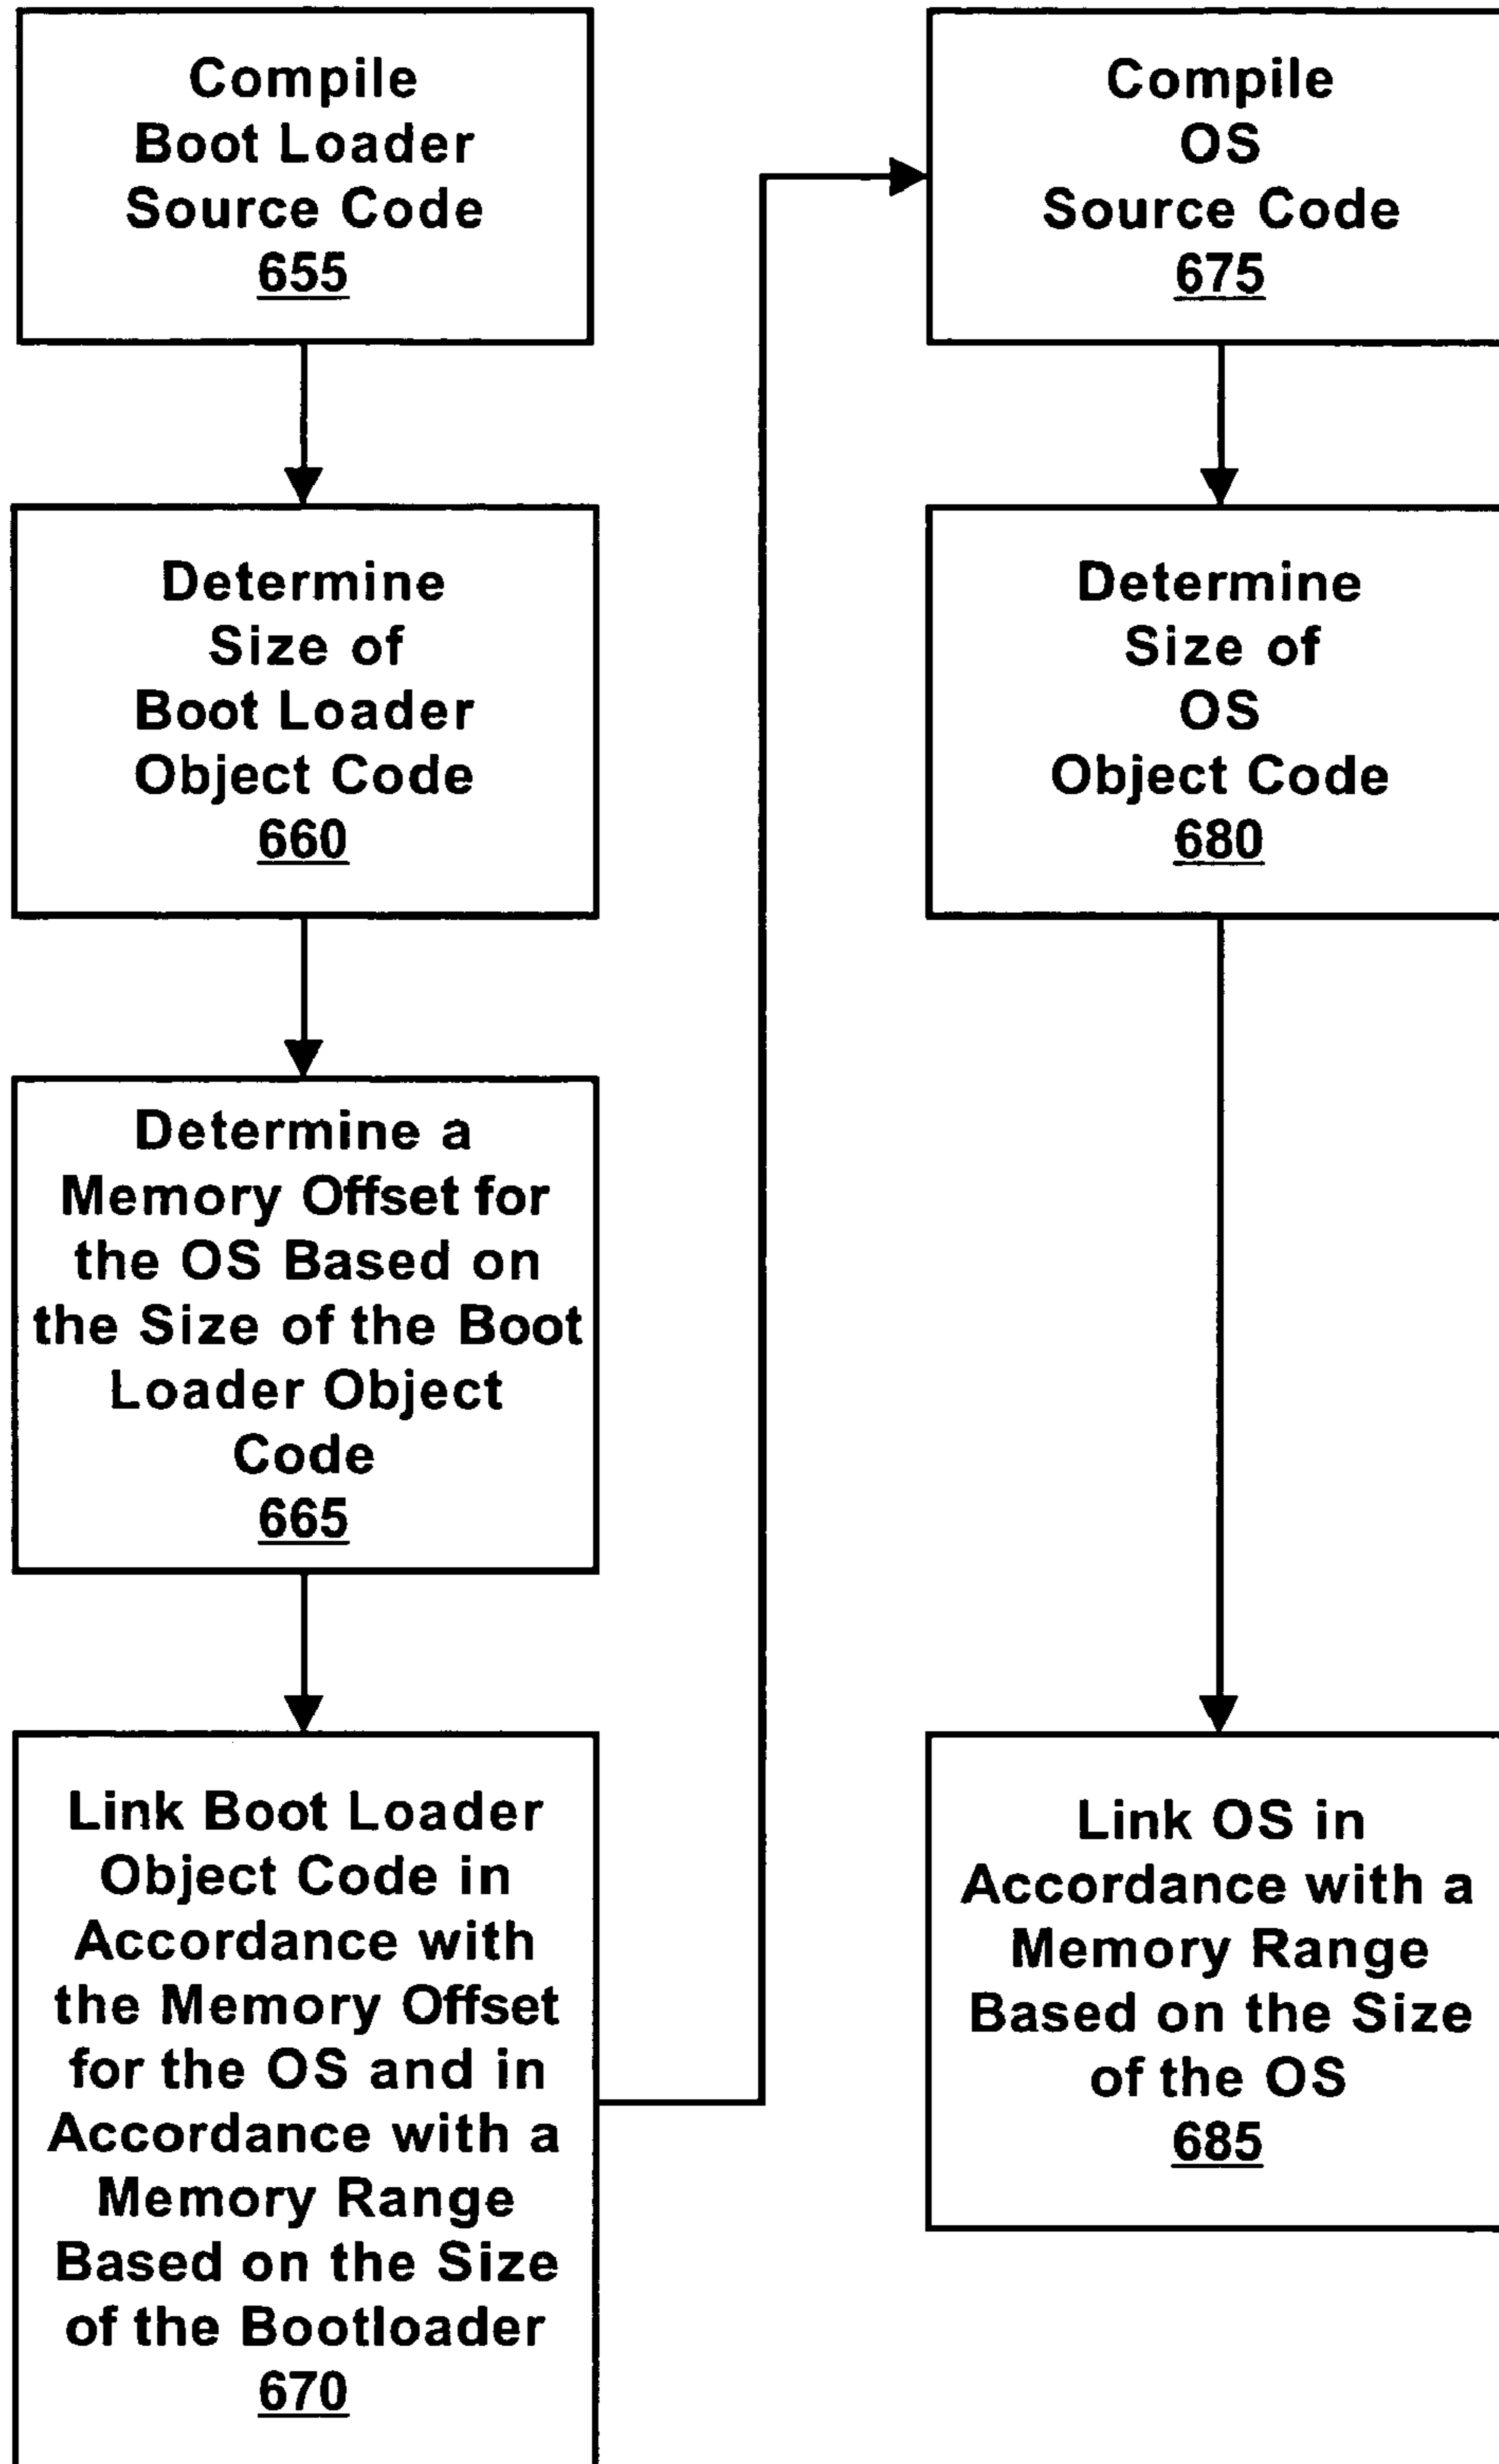 Compile
Boot Loader
Source Code
655
Determine
Size of
Boot Loader
Object Code
660
Determine a
Memory Offset for
the OS Based on
the Size of the Boot
Loader Object
Code
665
Link Boot Loader
Object Code in
Accordance with
the Memory Offset
for the OS and in
Accordance with a
Memory Range
Based on the Size
of the Bootloader
670
Compile
OS
Source Code
675
Determine
Size of
OS
Object Code
680
Link OS in
Accordance with a
Memory Range
Based on the Size
of the OS
685